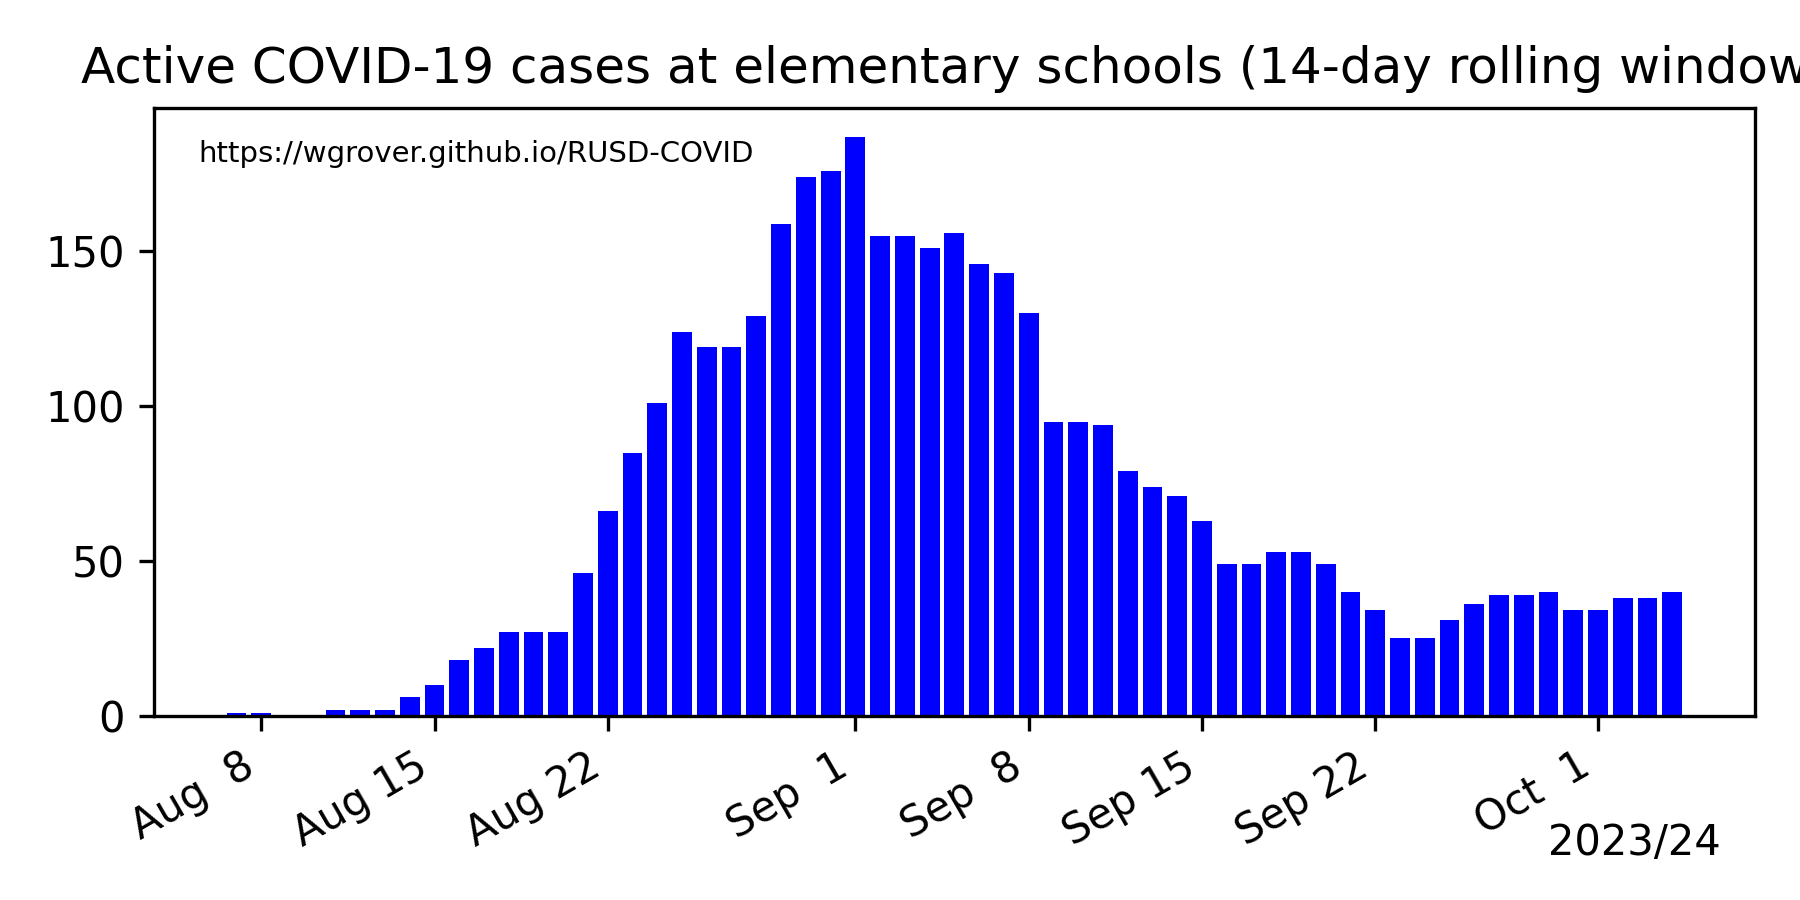 Active COVID-19 cases at elementary schools (14-day rolling window
https://wgrover.github.io/RUSD-COVID
150
100
50
0
Aug 8
Aug 15
Aug 22
Sep 1
Sep 8
Sep 15
Sep 22
Oct 1
2023/24